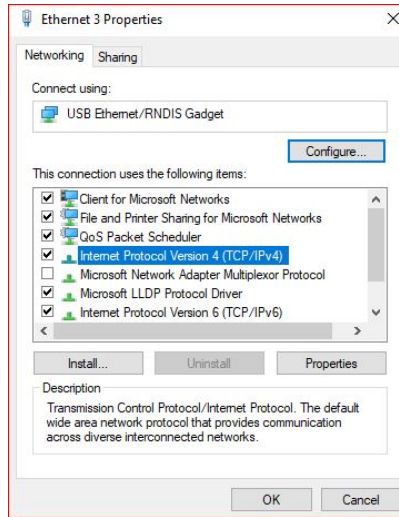 Ethernet 3 Properties
Networking Sharing
Connect using:
USB Ethernet/RNDIS Gadget
Configure...
This connection uses the following items:
Client for Microsoft Networks
File and Printer Sharing for Microsoft Networks
QoS Packet Scheduler
Internet Protocol Version 4 (TCP/IPv4)
Microsoft Network Adapter Multiplexor Protocol
Microsoft LLDP Protocol Driver
Internet Protocol Version 6 (TCP/IPv6)
Install... Uninstall Properties
Description
Transmission Control Protocol/Internet Protocol. The default
wide area network protocol that provides communication
across diverse interconnected networks.
OK Cancel